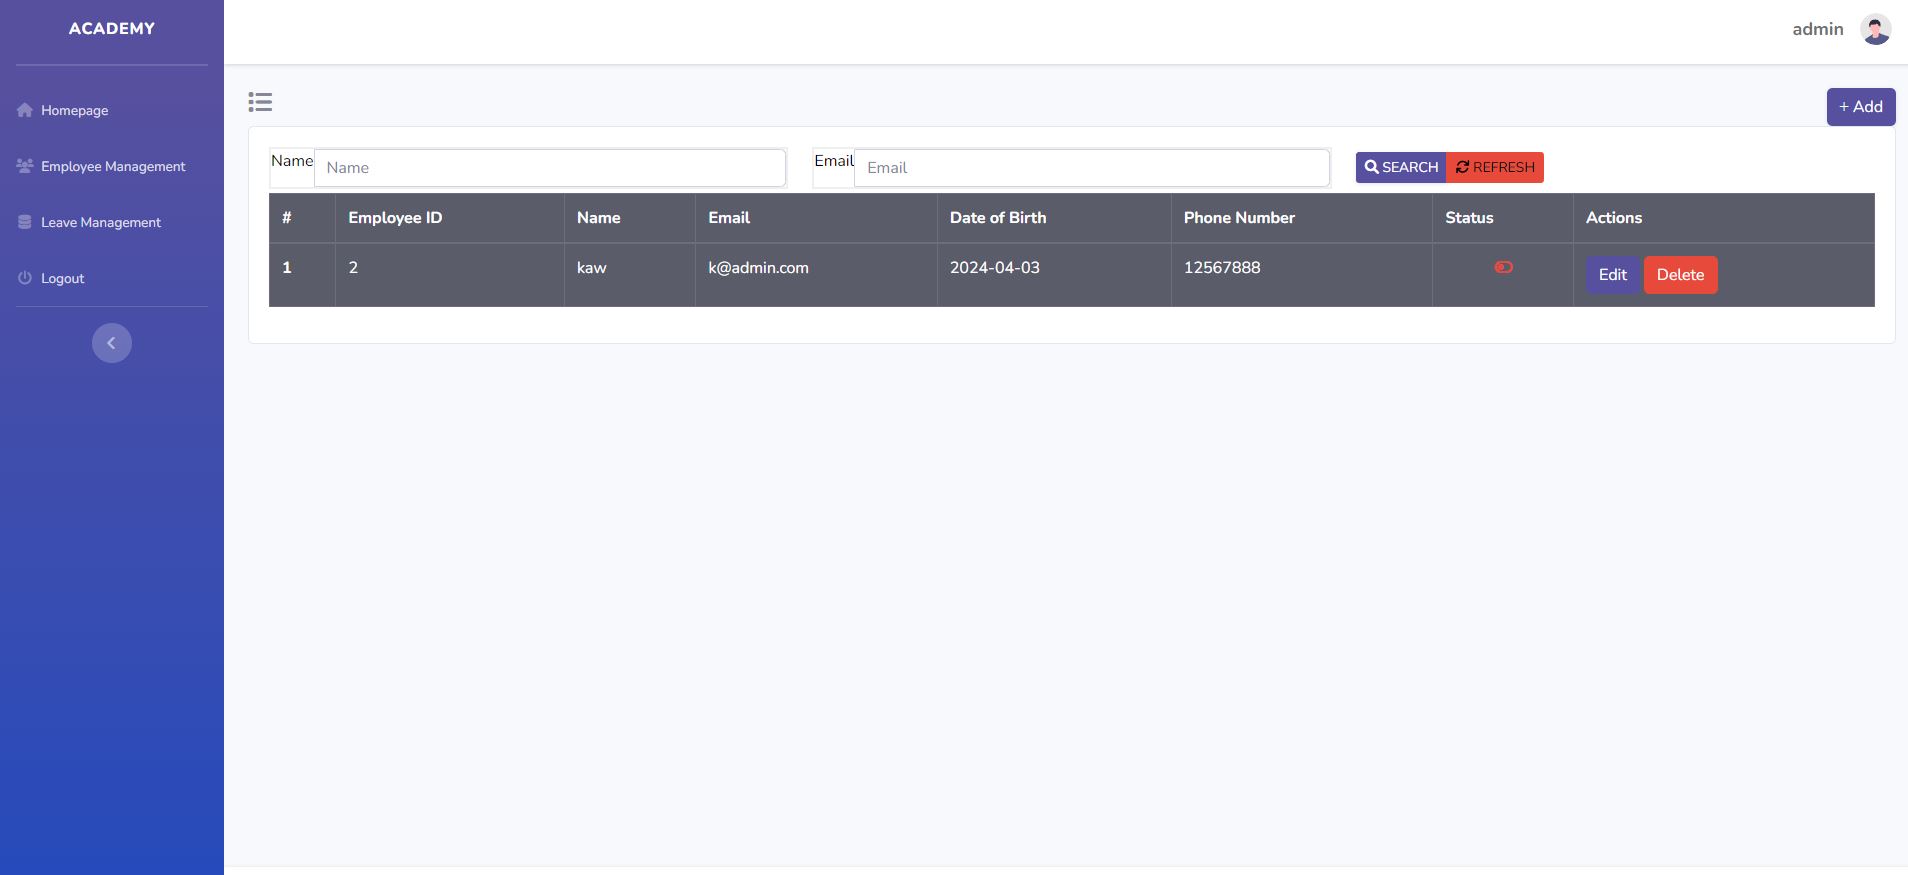 ACADEMY
admin
Homepage
Employee Management
Leave Management
Logout
+ Add
Name Name Email Email SEARCH REFRESH
# Employee ID Name Email Date of Birth Phone Number Status Actions
1 2 kaw k@admin.com 2024-04-03 12567888 Edit Delete